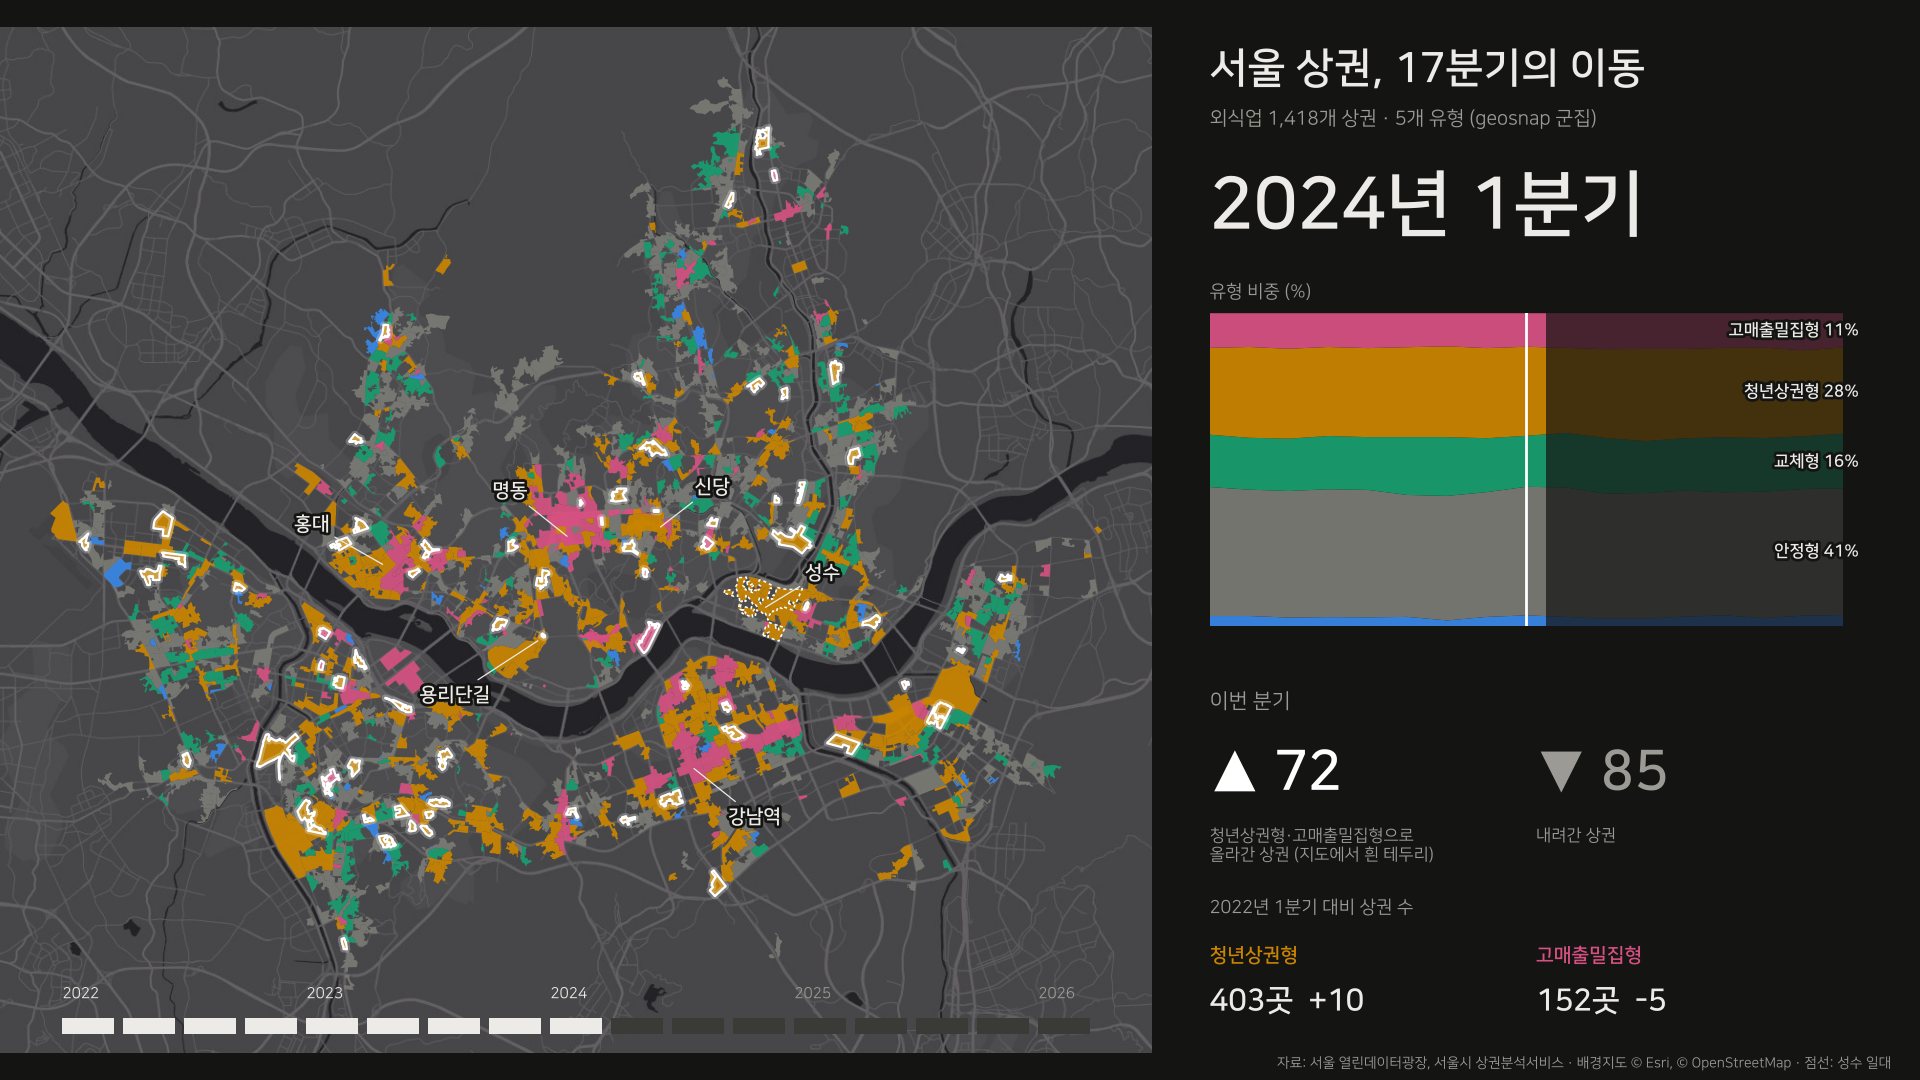 서울 상권, 17분기의 이동
외식업 1,418개 상권 · 5개 유형 (geosnap 군집)
2024년 1분기
유형 비중 (%)
고매출밀집형 11%
청년상권형 28%
교체형 16%
안정형 41%
이번 분기
▲ 72
▼ 85
청년상권형·고매출밀집형으로
올라간 상권 (지도에서 흰 테두리)
내려간 상권
2022년 1분기 대비 상권 수
청년상권형
고매출밀집형
403곳 +10
152곳 -5
명동
신당
홍대
성수
용리단길
강남역
2022
2023
2024
2025
2026
자료: 서울 열린데이터광장, 서울시 상권분석서비스 · 배경지도 © Esri, © OpenStreetMap · 점선: 성수 일대